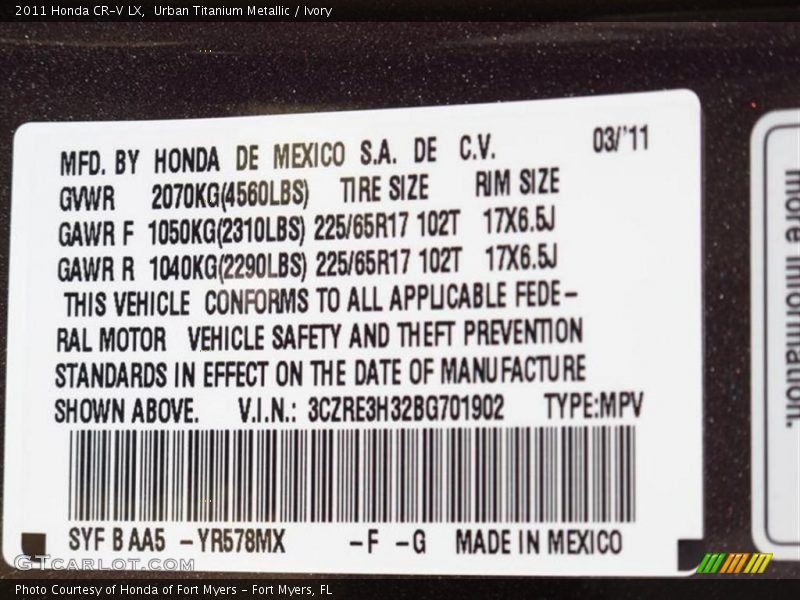 2011 Honda CR-V LX, Urban Titanium Metallic / Ivory
MFD. BY HONDA DE MEXICO S.A. DE C.V. 03/'11
GVWR 2070KG(4560LBS) TIRE SIZE RIM SIZE
GAWR F 1050KG(2310LBS) 225/65R17 102T 17X6.5J
GAWR R 1040KG(2290LBS) 225/65R17 102T 17X6.5J
THIS VEHICLE CONFORMS TO ALL APPLICABLE FEDE-
RAL MOTOR VEHICLE SAFETY AND THEFT PREVENTION
STANDARDS IN EFFECT ON THE DATE OF MANUFACTURE
SHOWN ABOVE. V.I.N.: 3CZRE3H32BG701902 TYPE:MPV
SYF B AA5 -YR578MX -F -G MADE IN MEXICO
more information.
GTcarlot.com
Photo Courtesy of Honda of Fort Myers - Fort Myers, FL